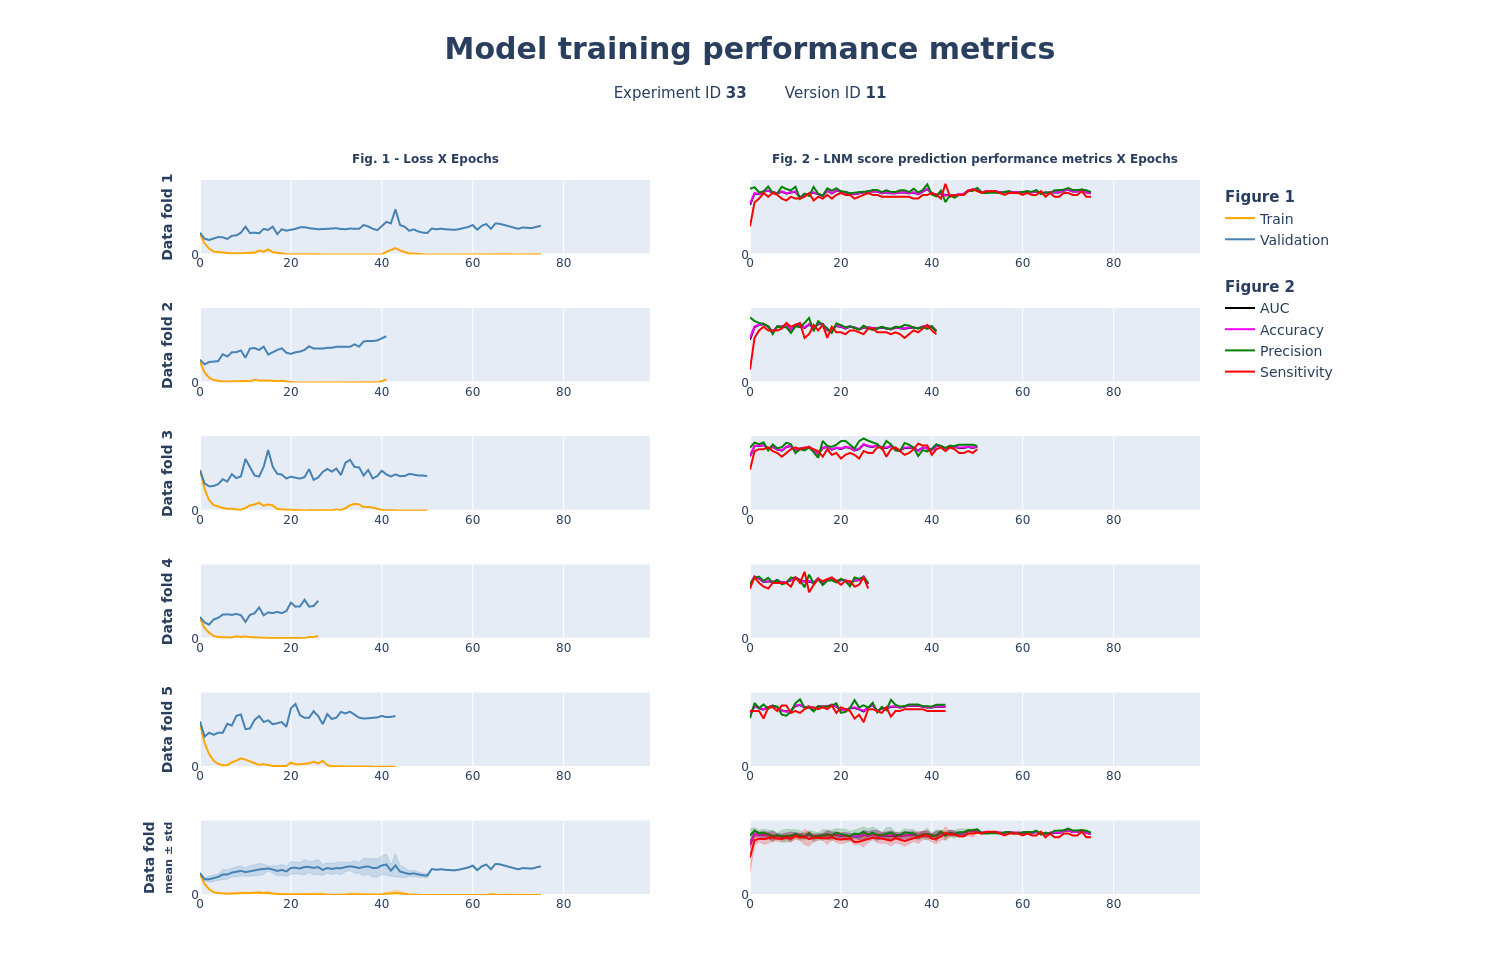 Model training performance metrics
Experiment ID 33 Version ID 11
Fig. 1 - Loss X Epochs
Fig. 2 - LNM score prediction performance metrics X Epochs
Data fold 1
0
0 20 40 60 80
0
0 20 40 60 80
Figure 1
Train
Validation
Figure 2
AUC
Accuracy
Precision
Sensitivity
Data fold 2
0
0 20 40 60 80
0
0 20 40 60 80
Data fold 3
0
0 20 40 60 80
0
0 20 40 60 80
Data fold 4
0
0 20 40 60 80
0
0 20 40 60 80
Data fold 5
0
0 20 40 60 80
0
0 20 40 60 80
Data fold
mean ± std
0
0 20 40 60 80
0
0 20 40 60 80